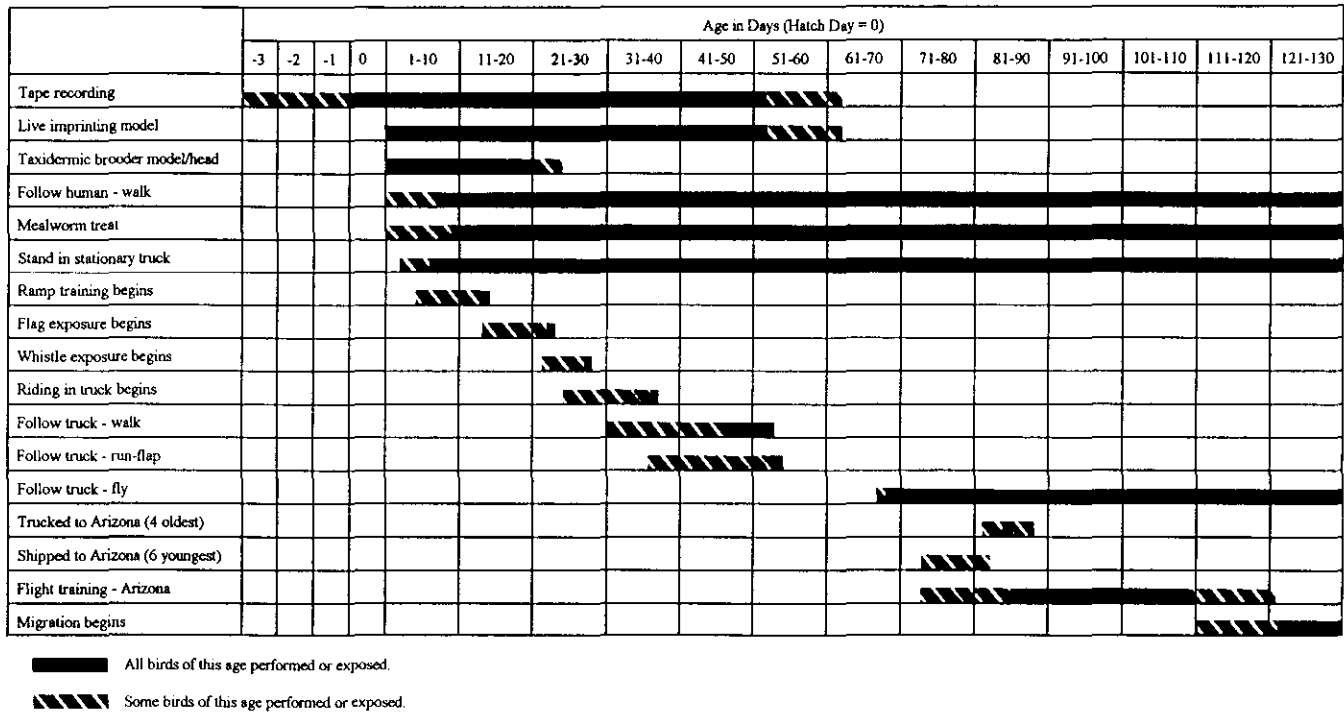 Age in Days (Hatch Day = 0)
-3 -2 -1 0 1-10 11-20 21-30 31-40 41-50 51-60 61-70 71-80 81-90 91-100 101-110 111-120 121-130
Tape recording
Live imprinting model
Taxidermic brooder model/head
Follow human - walk
Mealworm treat
Stand in stationary truck
Ramp training begins
Flag exposure begins
Whistle exposure begins
Riding in truck begins
Follow truck - walk
Follow truck - run-flap
Follow truck - fly
Trucked to Arizona (4 oldest)
Shipped to Arizona (6 youngest)
Flight training - Arizona
Migration begins
All birds of this age performed or exposed.
Some birds of this age performed or exposed.